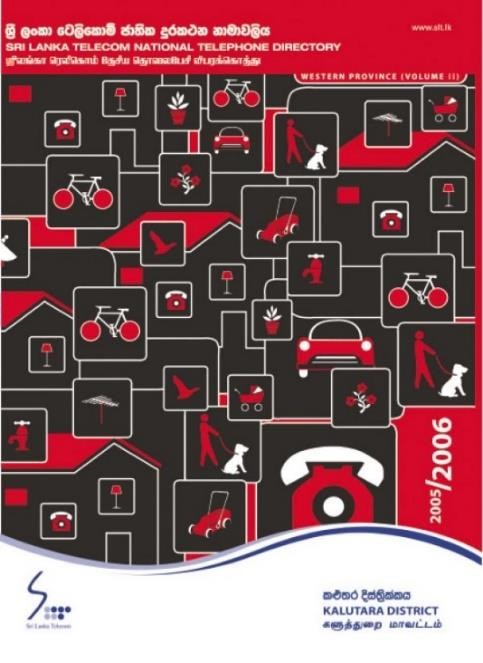 ශ්‍රී ලංකා ටෙලිකොම් ජාතික දුරකථන නාමාවලිය
www.slt.lk
SRI LANKA TELECOM NATIONAL TELEPHONE DIRECTORY
ஸ்ரீலங்கா ரெலிகொம் தேசிய தொலைபேசி விபரக்கொத்து
WESTERN PROVINCE (VOLUME II)
2005/2006
කළුතර දිස්ත්‍රික්කය
KALUTARA DISTRICT
களுத்துறை மாவட்டம்
Sri Lanka Telecom